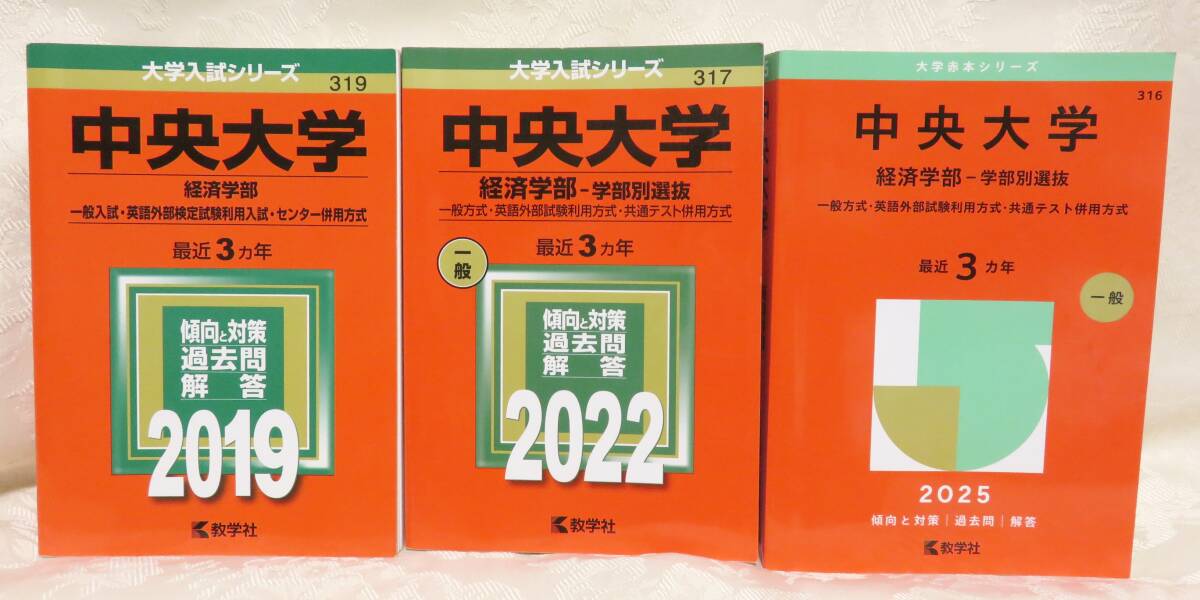 大学入試シリーズ
319
中央大学
経済学部
一般入試・英語外部検定試験利用入試・センター併用方式
最近3カ年
傾向と対策
過去問
解答
2019
教学社
大学入試シリーズ
317
中央大学
経済学部-学部別選抜
一般方式・英語外部試験利用方式・共通テスト併用方式
一般
最近3カ年
傾向と対策
過去問
解答
2022
教学社
大学赤本シリーズ
316
中央大学
経済学部-学部別選抜
一般方式・英語外部試験利用方式・共通テスト併用方式
最近3カ年
一般
2025
傾向と対策|過去問|解答
教学社